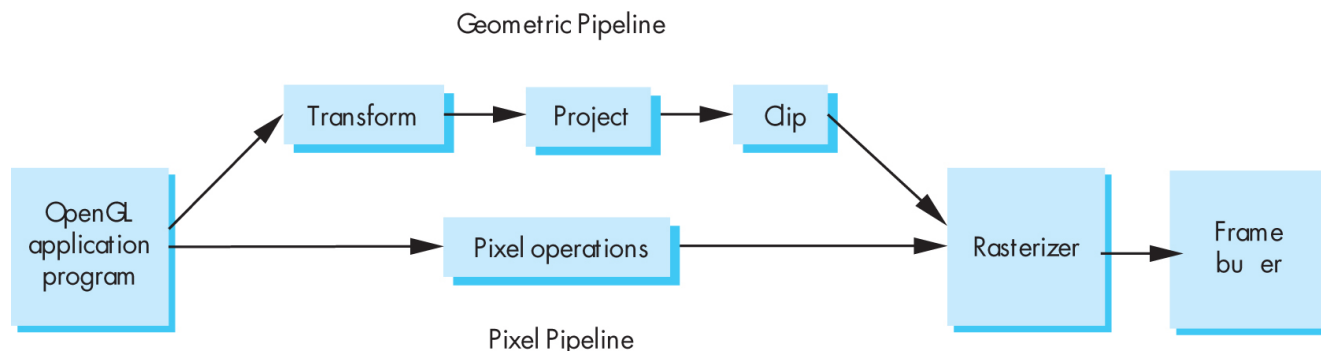 Geometric Pipeline
Transform
Project
Clip
OpenGL
application
program
Pixel operations
Rasterizer
Frame
bu er
Pixel Pipeline